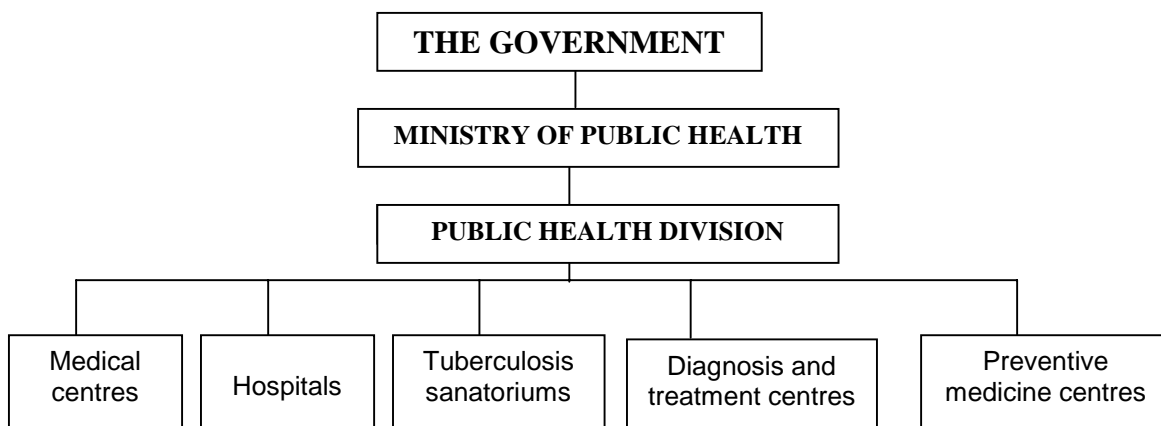 THE GOVERNMENT
MINISTRY OF PUBLIC HEALTH
PUBLIC HEALTH DIVISION
Medical
centres
Hospitals
Tuberculosis
sanatoriums
Diagnosis and
treatment centres
Preventive
medicine centres